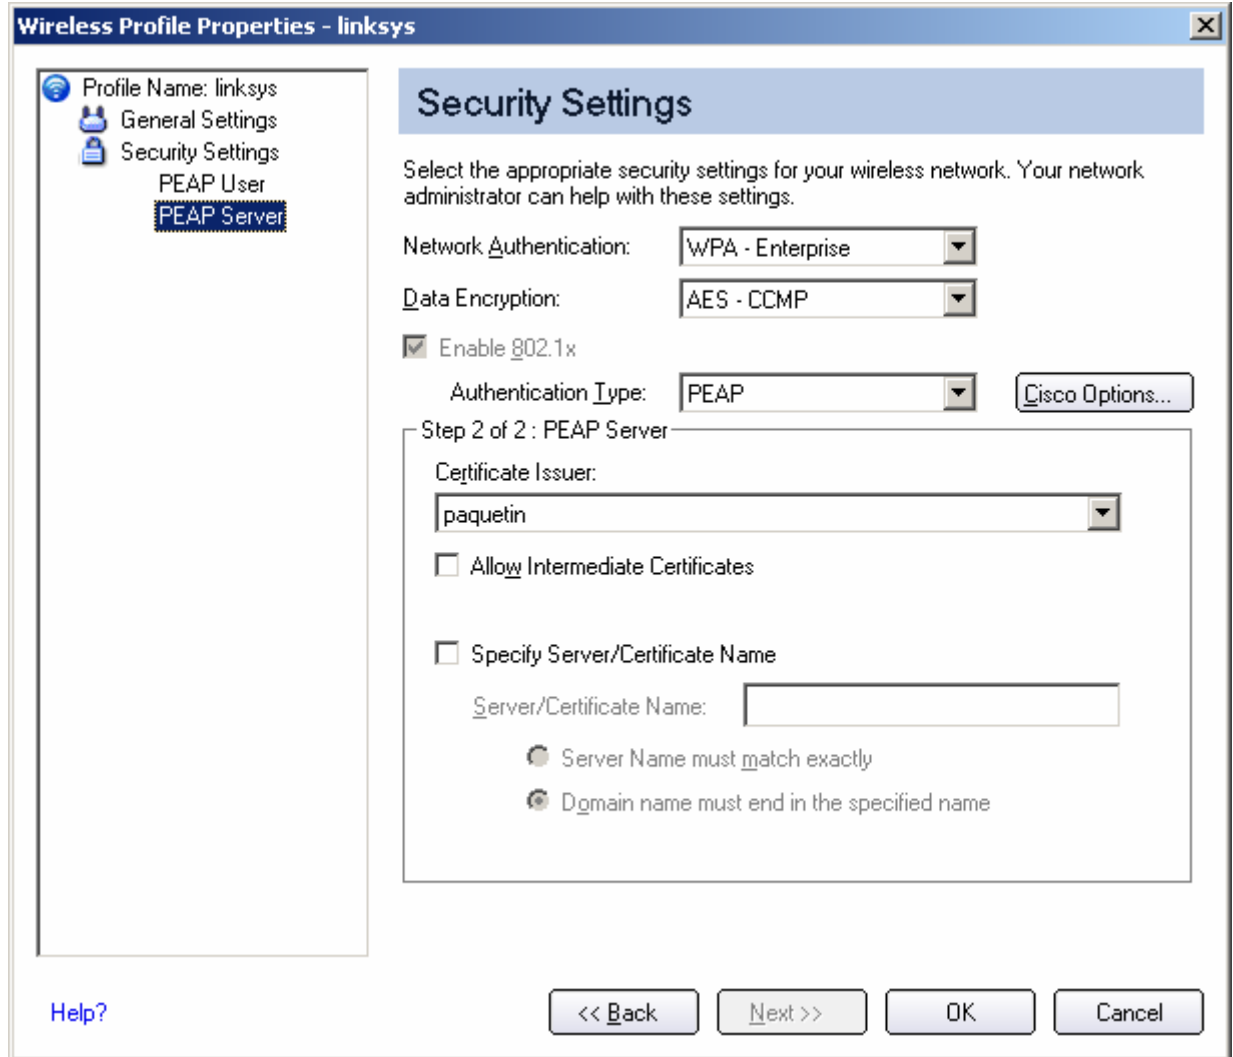 Wireless Profile Properties - linksys
Profile Name: linksys
General Settings
Security Settings
PEAP User
PEAP Server
Security Settings
Select the appropriate security settings for your wireless network. Your network
administrator can help with these settings.
Network Authentication:
WPA - Enterprise
Data Encryption:
AES - CCMP
Enable 802.1x
Authentication Type:
PEAP
Cisco Options...
Step 2 of 2 : PEAP Server
Certificate Issuer:
paquetin
Allow Intermediate Certificates
Specify Server/Certificate Name
Server/Certificate Name:
Server Name must match exactly
Domain name must end in the specified name
Help?
<< Back
Next >>
OK
Cancel